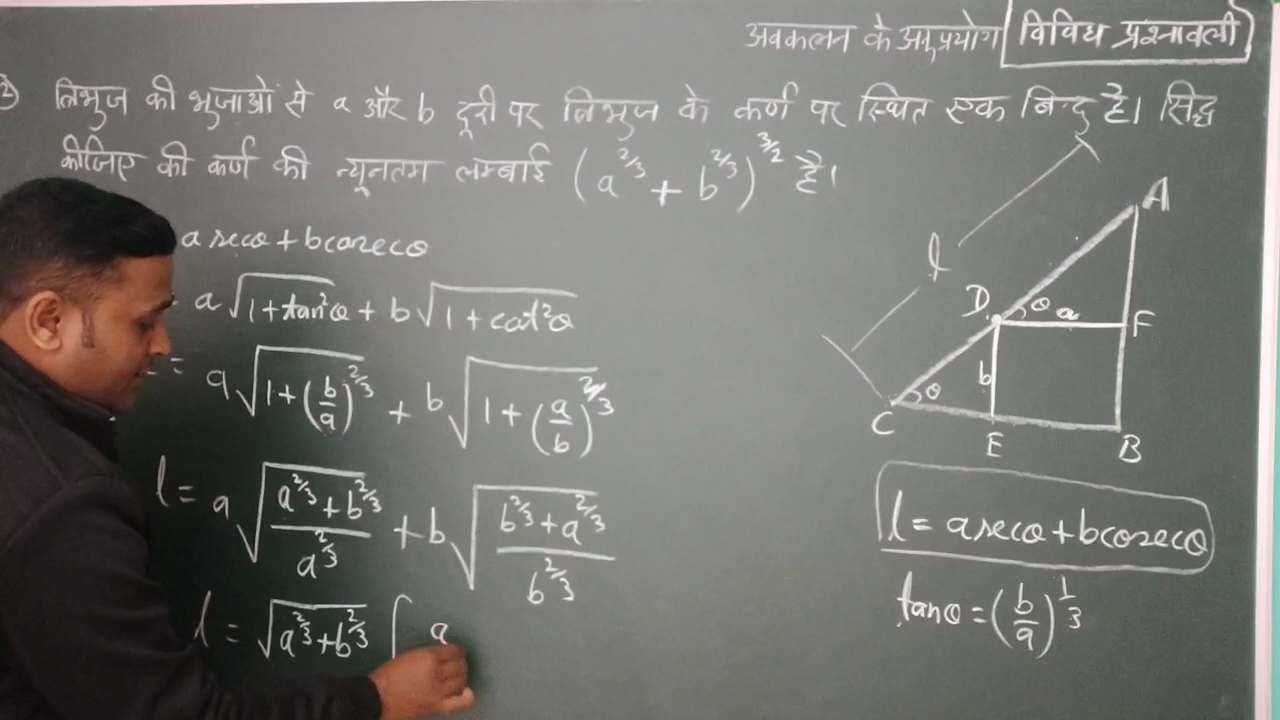 अवकलन के अनुप्रयोग विविध प्रश्नावली
② त्रिभुज की भुजाओं से a और b दूरी पर त्रिभुज के कर्ण पर स्थित एक बिन्दु है। सिद्ध
कीजिए की कर्ण की न्यूनतम लम्बाई (a^{2/3} + b^{2/3})^{3/2} है।
a secθ + b cosecθ
= a√(1+tan²θ) + b√(1+cot²θ)
= a√(1+(b/a)^{2/3}) + b√(1+(a/b)^{2/3})
l = a√((a^{2/3}+b^{2/3})/a^{2/3}) + b√((b^{2/3}+a^{2/3})/b^{2/3})
l = √(a^{2/3}+b^{2/3}) [ a
A
l
D θ a F
b
C θ E B
l = a secθ + b cosecθ
tanθ = (b/a)^{1/3}